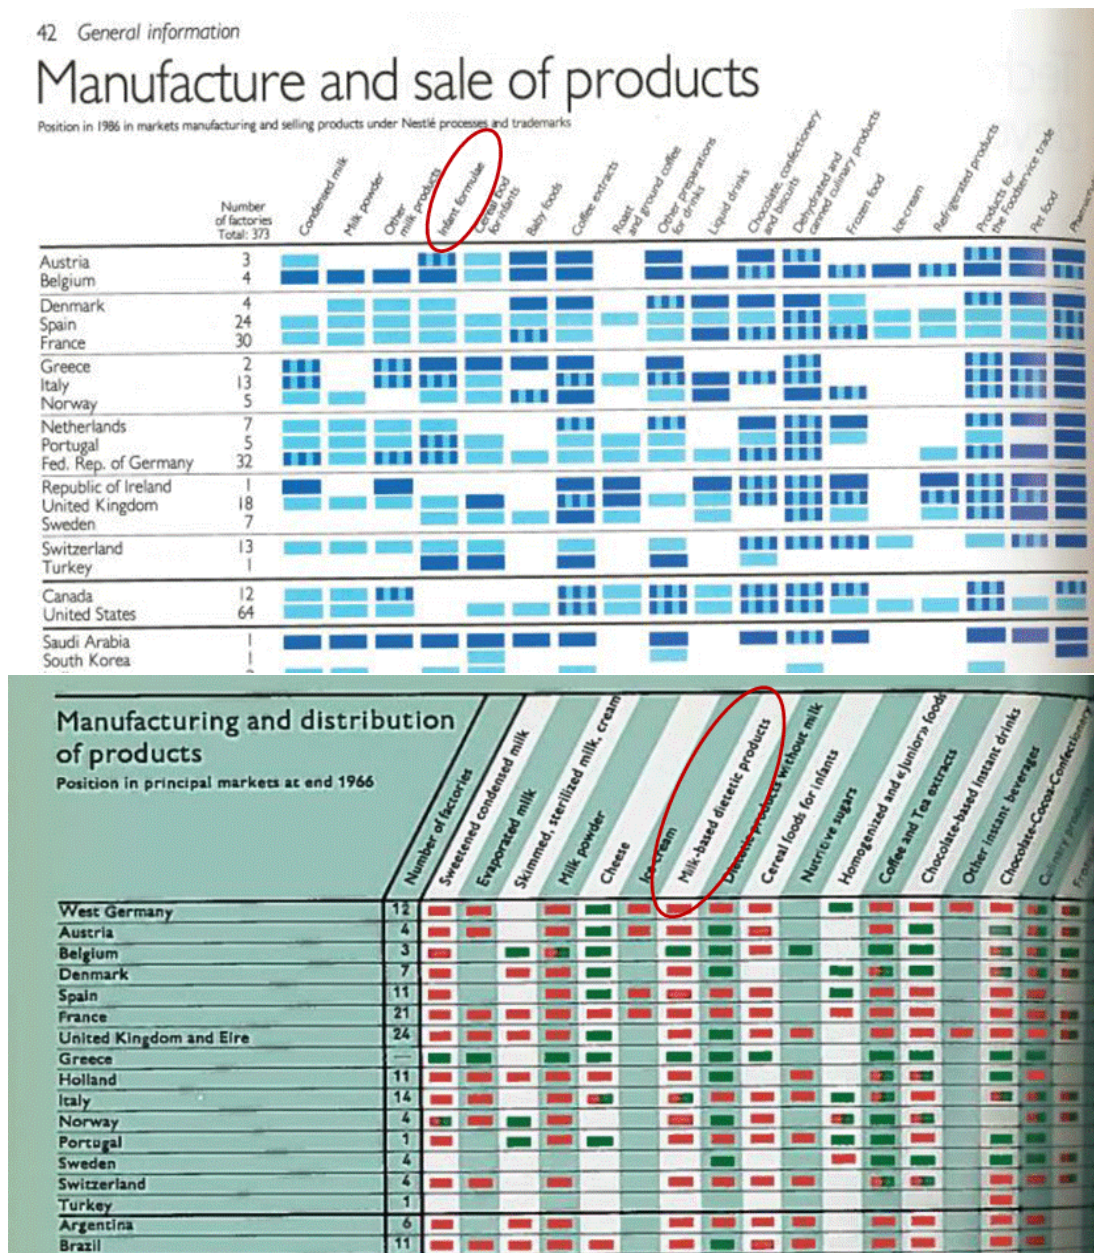 42 General information
Manufacture and sale of products
Position in 1986 in markets manufacturing and selling products under Nestlé processes and trademarks
Number
of factories
Total: 373
Condensed milk
Milk powder
Other
milk products
Infant formulae
Cereal food
for infants
Baby foods
Coffee extracts
Roast
and ground coffee
Other preparations
for drinks
Liquid drinks
Chocolate, confectionery
and biscuits
Dehydrated and
canned culinary products
Frozen food
Ice-cream
Refrigerated products
Products for
the Foodservice trade
Pet food
Austria 3
Belgium 4
Denmark 4
Spain 24
France 30
Greece 2
Italy 13
Norway 5
Netherlands 7
Portugal 5
Fed. Rep. of Germany 32
Republic of Ireland 1
United Kingdom 18
Sweden 7
Switzerland 13
Turkey 1
Canada 12
United States 64
Saudi Arabia 1
South Korea 1
Manufacturing and distribution
of products
Position in principal markets at end 1966
Number of factories
Sweetened condensed milk
Evaporated milk
Skimmed, sterilized milk, cream
Milk powder
Cheese
Ice cream
Milk-based dietetic products
Dietetic products without milk
Cereal foods for infants
Nutritive sugars
Homogenized and «Junior» foods
Coffee and Tea extracts
Chocolate-based instant drinks
Other instant beverages
Chocolate-Cocoa-Confectionery
Culinary products
West Germany 12
Austria 4
Belgium 3
Denmark 7
Spain 11
France 21
United Kingdom and Eire 24
Greece —
Holland 11
Italy 14
Norway 4
Portugal 1
Sweden 4
Switzerland 4
Turkey 1
Argentina 6
Brazil 11